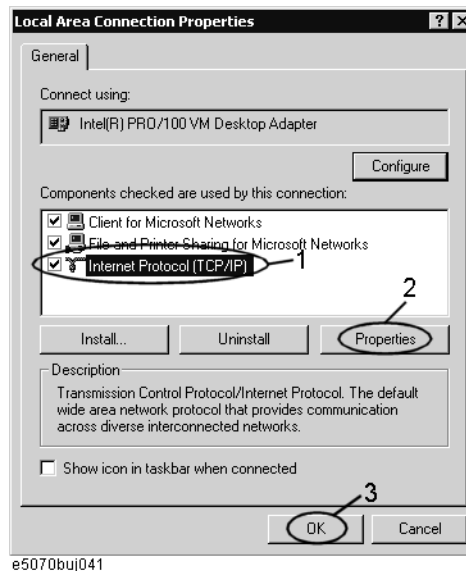 Local Area Connection Properties
General
Connect using:
Intel(R) PRO/100 VM Desktop Adapter
Configure
Components checked are used by this connection:
Client for Microsoft Networks
File and Printer Sharing for Microsoft Networks
Internet Protocol (TCP/IP)
1
2
Install...
Uninstall
Properties
Description
Transmission Control Protocol/Internet Protocol. The default
wide area network protocol that provides communication
across diverse interconnected networks.
Show icon in taskbar when connected
3
OK
Cancel
e5070buj041